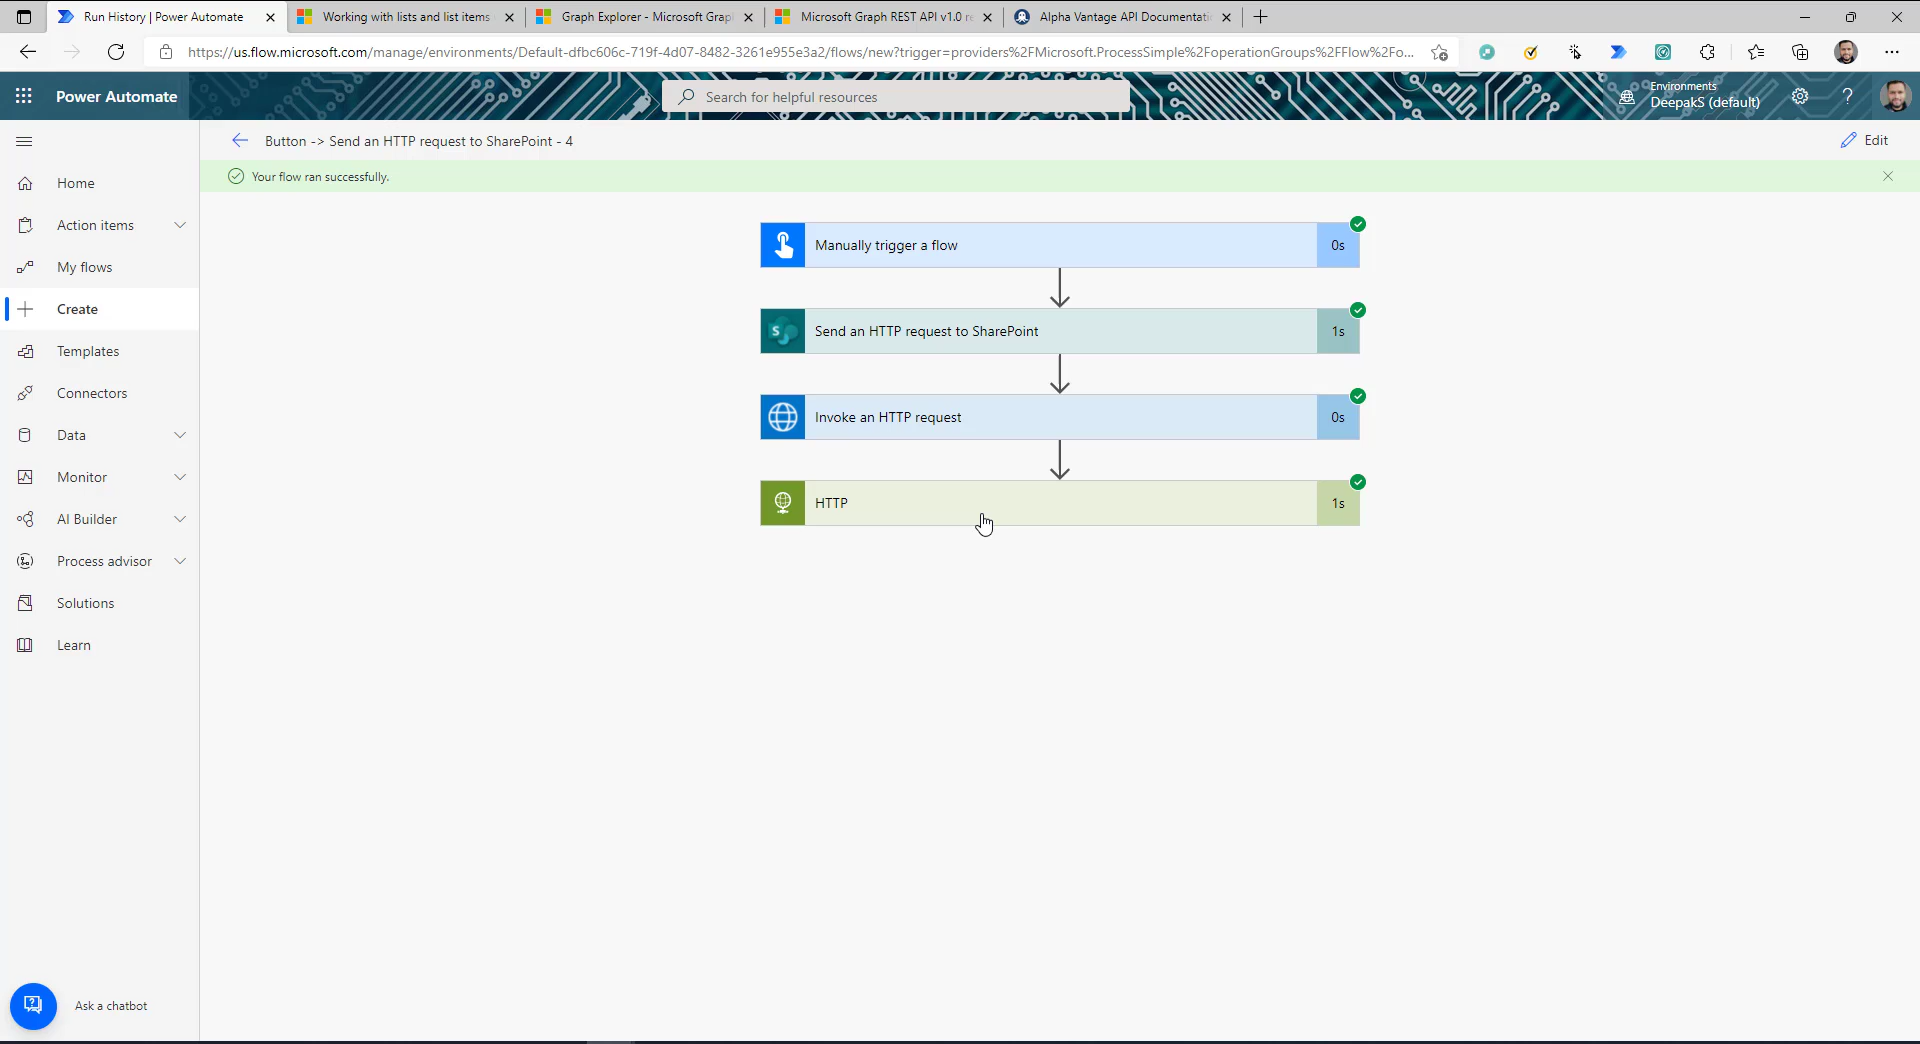 Run History | Power Automate
Working with lists and list items
Graph Explorer - Microsoft Grap
Microsoft Graph REST API v1.0 re
Alpha Vantage API Documentati
https://us.flow.microsoft.com/manage/environments/Default-dfbc606c-719f-4d07-8482-3261e955e3a2/flows/new?trigger=providers%2FMicrosoft.ProcessSimple%2FoperationGroups%2FFlow%2Fo...
Power Automate
Search for helpful resources
Environments
DeepakS (default)
?
Button -> Send an HTTP request to SharePoint - 4
Edit
Your flow ran successfully.
Home
Action items
My flows
Create
Templates
Connectors
Data
Monitor
AI Builder
Process advisor
Solutions
Learn
Manually trigger a flow
0s
Send an HTTP request to SharePoint
1s
Invoke an HTTP request
0s
HTTP
1s
Ask a chatbot